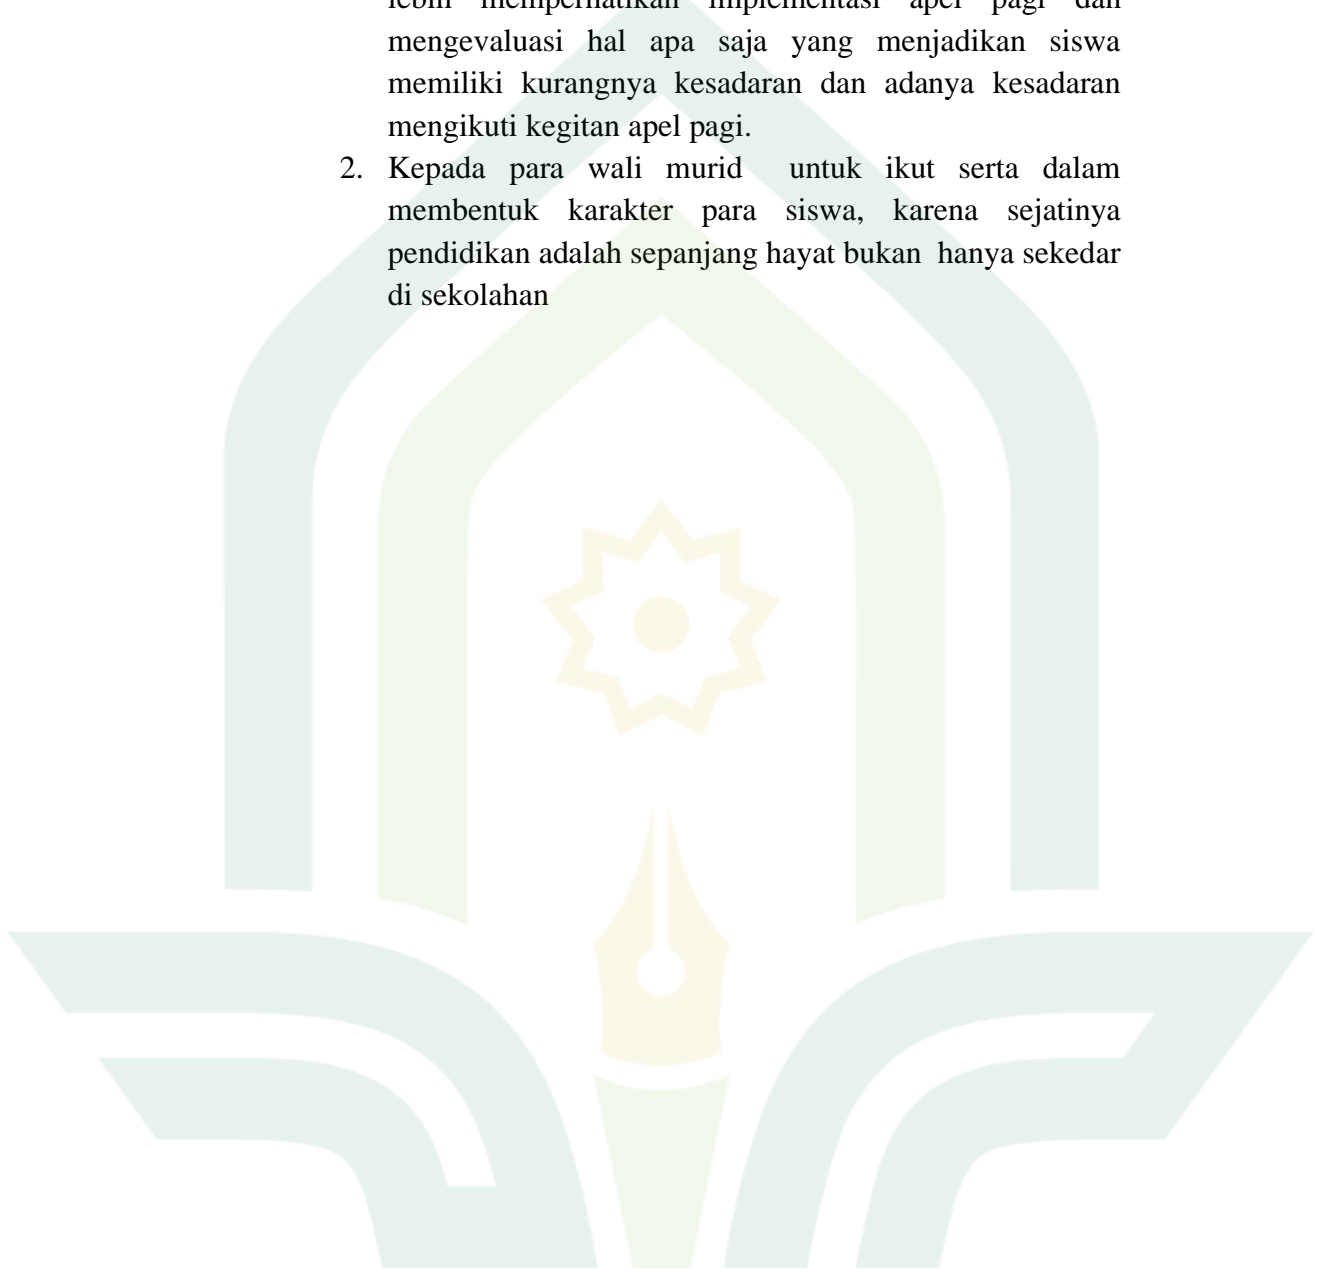 lebih memperhatikan implementasi apel pagi dan
mengevaluasi hal apa saja yang menjadikan siswa
memiliki kurangnya kesadaran dan adanya kesadaran
mengikuti kegitan apel pagi.
2. Kepada para wali murid untuk ikut serta dalam
membentuk karakter para siswa, karena sejatinya
pendidikan adalah sepanjang hayat bukan hanya sekedar
di sekolahan